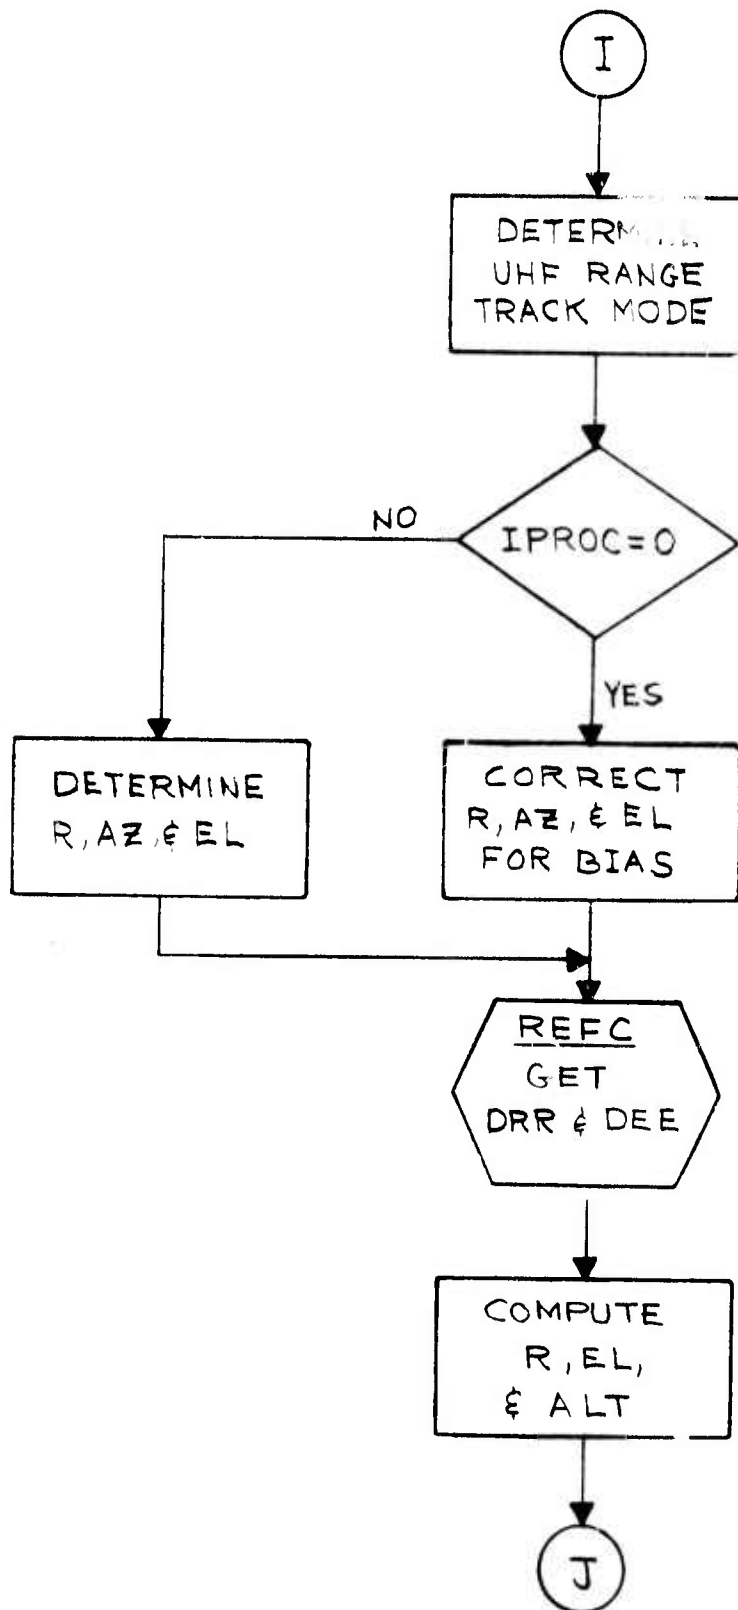 I
UHF RANGE
TRACK MODE
IPROC=0
NO
YES
DETERMINE
R, AZ, & EL
CORRECT
R, AZ, & EL
FOR BIAS
REFC
GET
DRR & DEE
COMPUTE
R, EL,
& ALT
J